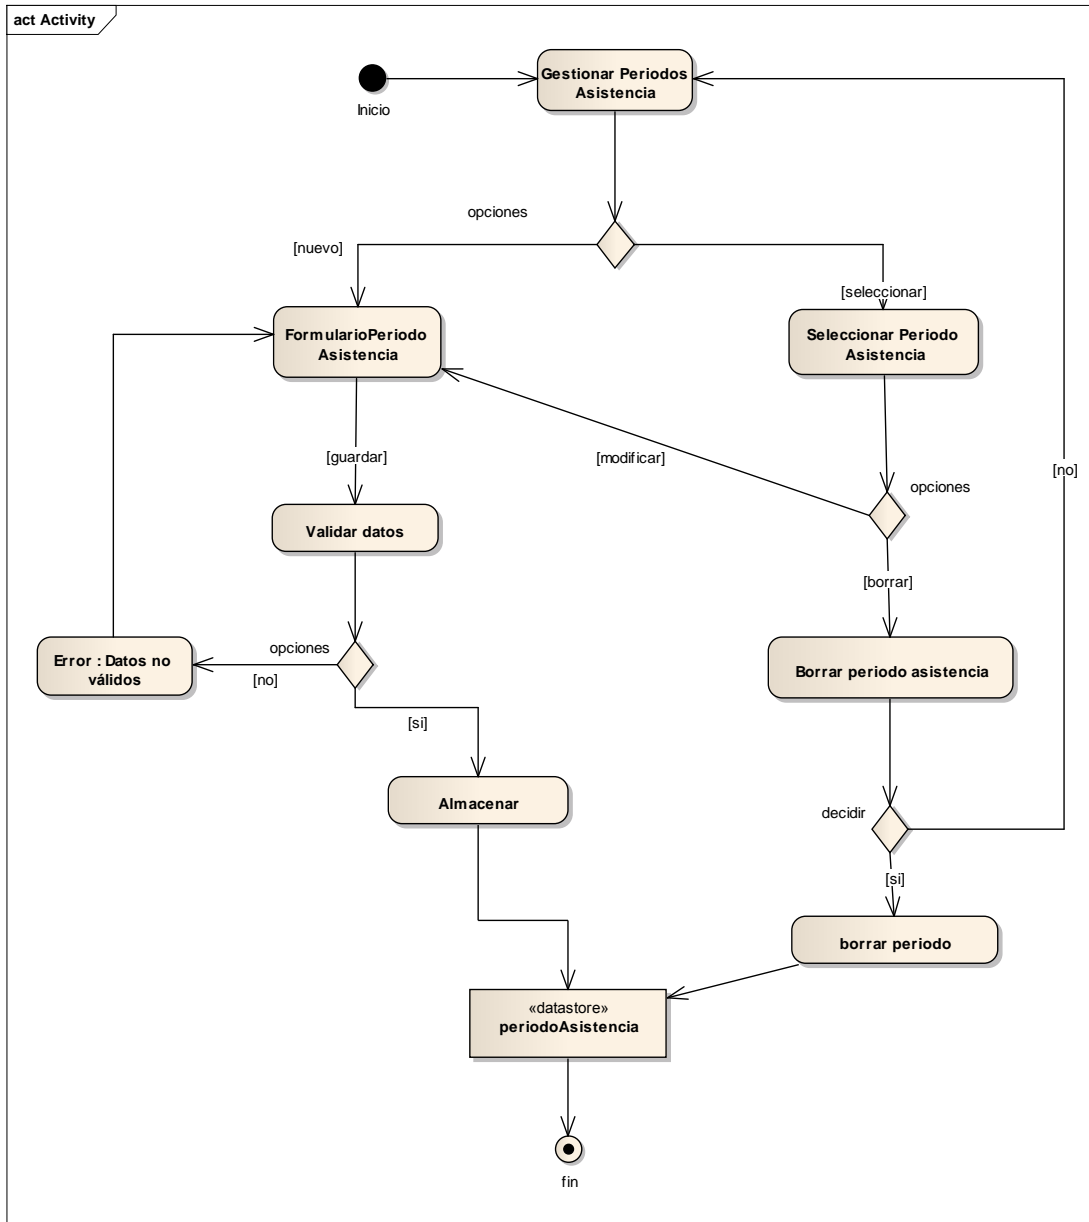 act Activity
Gestionar Periodos
Asistencia
Inicio
opciones
[nuevo]
[seleccionar]
FormularioPeriodo
Asistencia
Seleccionar Periodo
Asistencia
[guardar]
[modificar]
[no]
opciones
Validar datos
[borrar]
opciones
Error : Datos no
válidos
[no]
Borrar periodo asistencia
[si]
Almacenar
decidir
[si]
borrar periodo
«datastore»
periodoAsistencia
fin